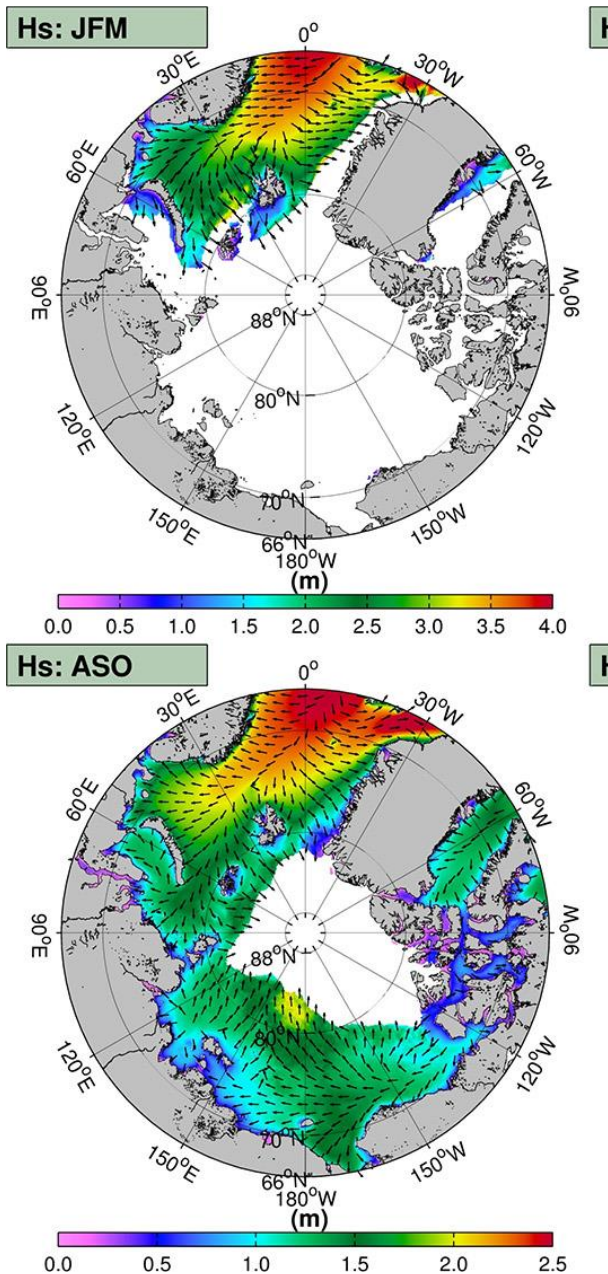 Hs: JFM
H
0°
30°E
30°W
60°E
60°W
90°E
90°W
88°N
80°N
120°E
120°W
70°N
150°E
150°W
66°N
180°W
(m)
0.0 0.5 1.0 1.5 2.0 2.5 3.0 3.5 4.0
Hs: ASO
H
0°
30°E
30°W
60°E
60°W
90°E
90°W
88°N
80°N
120°E
120°W
70°N
150°E
150°W
66°N
180°W
(m)
0.0 0.5 1.0 1.5 2.0 2.5